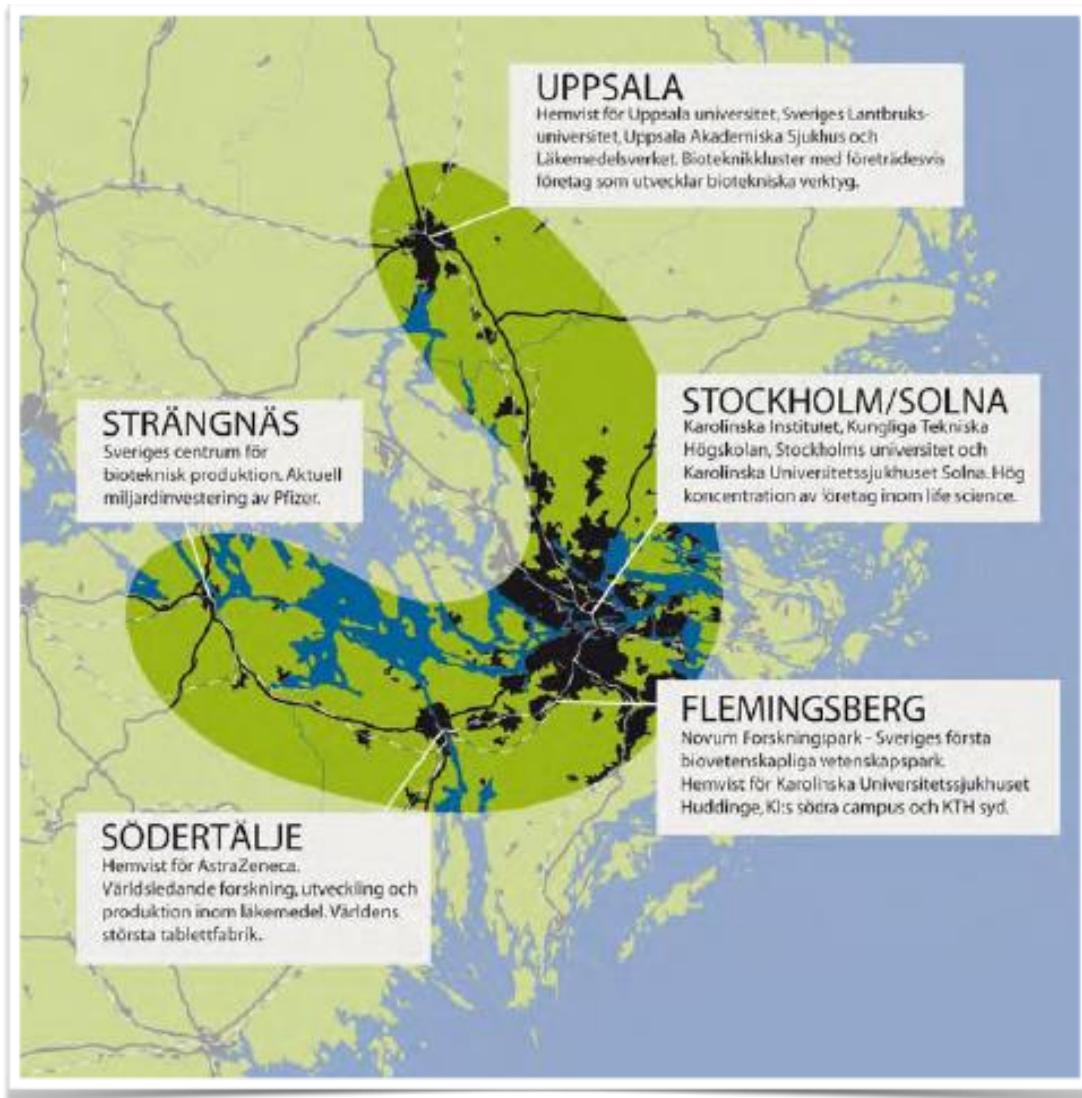 UPPSALA
Hemvist för Uppsala universitet, Sveriges Lantbruks-
universitet, Uppsala Akademiska Sjukhus och
Läkemedelsverket. Bioteknikkluster med företrädesvis
företag som utvecklar biotekniska verktyg.
STRÄNGNÄS
Sveriges centrum för
bioteknisk produktion. Aktuell
miljardinvestering av Pfizer.
STOCKHOLM/SOLNA
Karolinska Institutet, Kungliga Tekniska
Högskolan, Stockholms universitet och
Karolinska Universitetssjukhuset Solna. Hög
koncentration av företag inom life science.
FLEMINGSBERG
Novum Forskningspark - Sveriges första
biovetenskapliga vetenskapspark.
Hemvist för Karolinska Universitetssjukhuset
Huddinge, KI:s södra campus och KTH syd.
SÖDERTÄLJE
Hemvist för AstraZeneca.
Världsledande forskning, utveckling och
produktion inom läkemedel. Världens
största tablettfabrik.